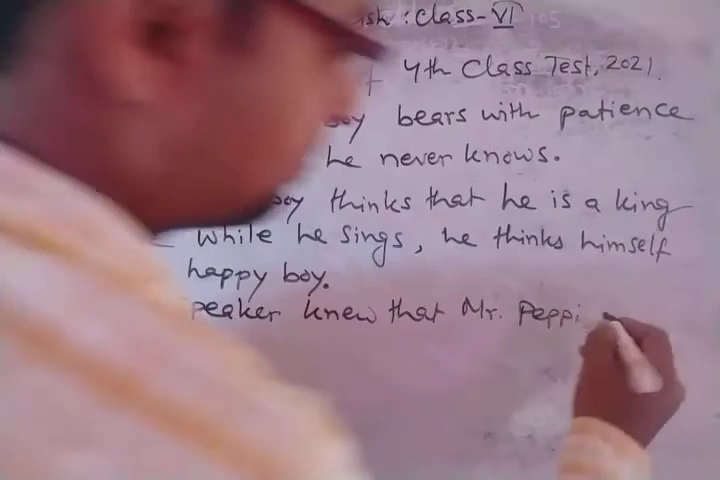 : class-VI
4th Class Test, 2021.
bears with patience
he never knows.
thinks that he is a king
while he sings, he thinks himself
happy boy.
knew that Mr. Peppi